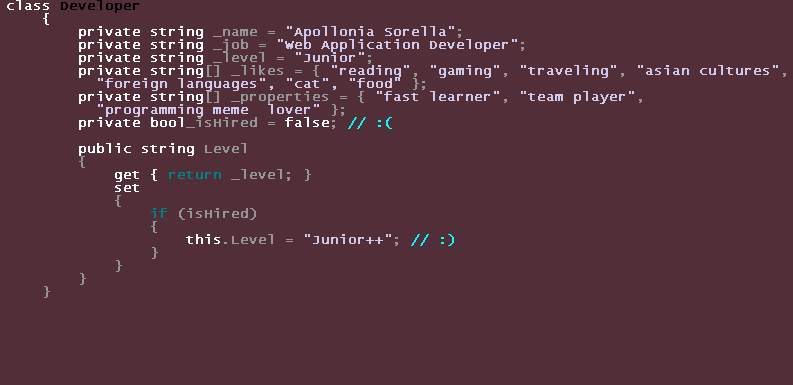 class Developer
{
private string _name = "Apollonia Sorella";
private string _job = "Web Application Developer";
private string _level = "Junior";
private string[] _likes = { "reading", "gaming", "traveling", "asian cultures",
"foreign languages", "cat", "food" };
private string[] _properties = { "fast learner", "team player",
"programming meme  lover" };
private bool_isHired = false; // :(
public string Level
{
get { return _level; }
set
{
if (isHired)
{
this.Level = "Junior++"; // :)
}
}
}
}